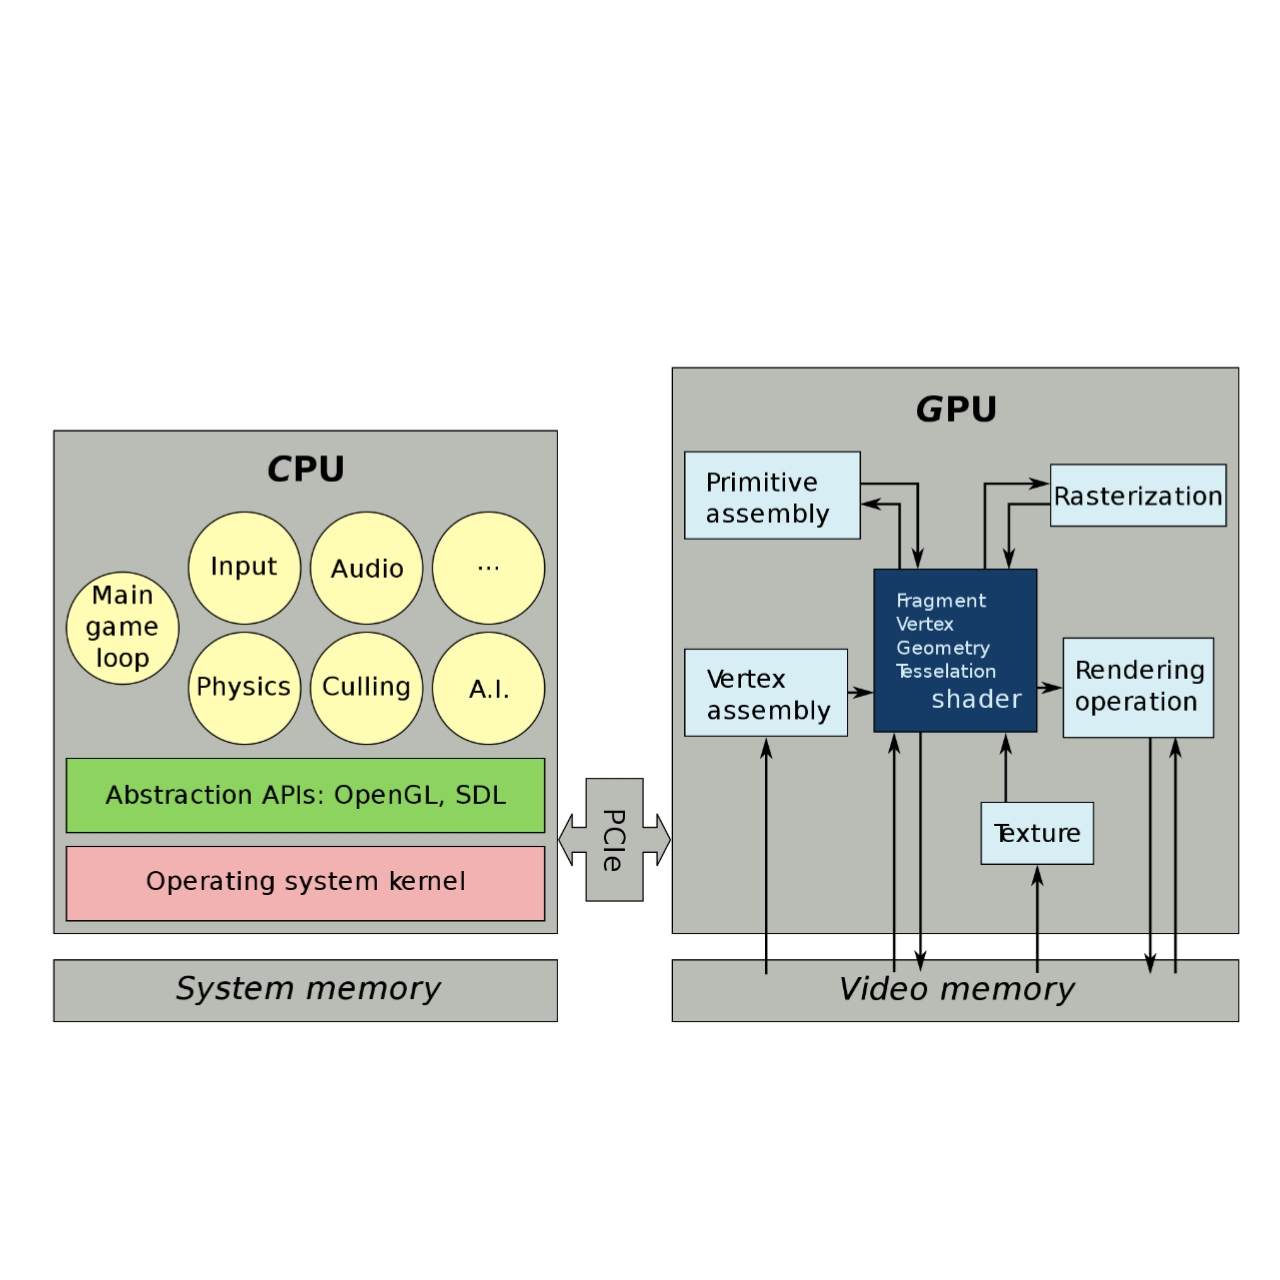 CPU
Input
Audio
...
Main
game
loop
Physics
Culling
A.I.
Abstraction APIs: OpenGL, SDL
Operating system kernel
System memory
PCIe
GPU
Primitive
assembly
Rasterization
Fragment
Vertex
Geometry
Tesselation
shader
Vertex
assembly
Rendering
operation
Texture
Video memory